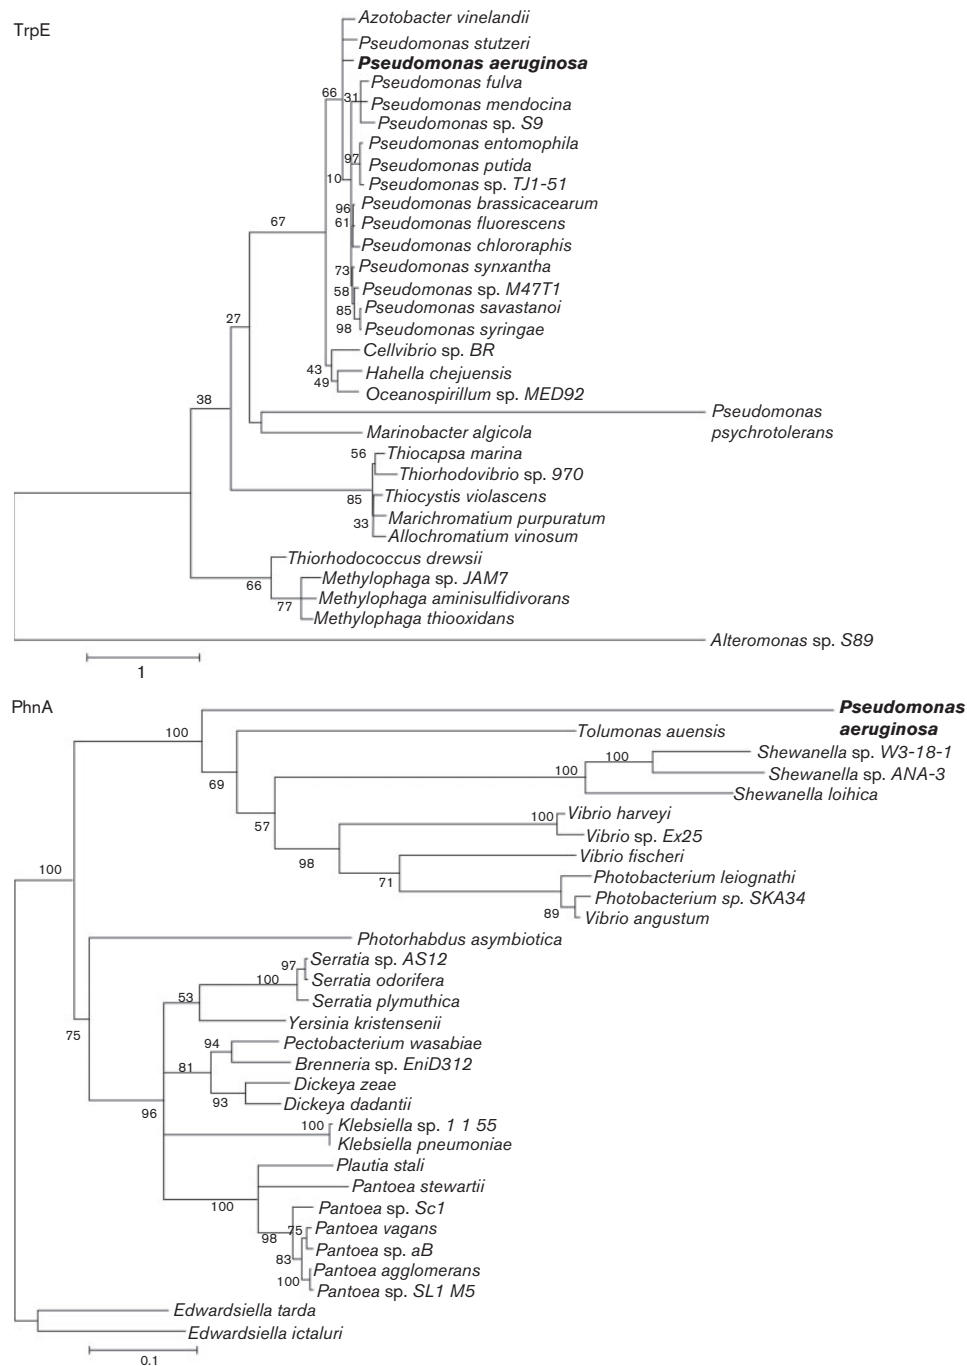 TrpE
Azotobacter vinelandii
Pseudomonas stutzeri
Pseudomonas aeruginosa
Pseudomonas fulva
66
31
Pseudomonas mendocina
Pseudomonas sp. S9
Pseudomonas entomophila
97
Pseudomonas putida
10
Pseudomonas sp. TJ1-51
Pseudomonas brassicacearum
96
67
61
Pseudomonas fluorescens
Pseudomonas chlororaphis
Pseudomonas synxantha
73
Pseudomonas sp. M47T1
58
Pseudomonas savastanoi
85
27
98
Pseudomonas syringae
Cellvibrio sp. BR
43
Hahella chejuensis
49
Oceanospirillum sp. MED92
38
Pseudomonas
psychrotolerans
Marinobacter algicola
56
Thiocapsa marina
Thiorhodovibrio sp. 970
85
Thiocystis violascens
33
Marichromatium purpuratum
Allochromatium vinosum
Thiorhodococcus drewsii
66
Methylophaga sp. JAM7
77
Methylophaga aminisulfidivorans
Methylophaga thiooxidans
Alteromonas sp. S89
1
PhnA
Pseudomonas
aeruginosa
100
Tolumonas auensis
Shewanella sp. W3-18-1
100
100
Shewanella sp. ANA-3
69
Shewanella loihica
Vibrio harveyi
100
57
Vibrio sp. Ex25
98
Vibrio fischeri
100
71
Photobacterium leiognathi
Photobacterium sp. SKA34
89
Vibrio angustum
Photorhabdus asymbiotica
Serratia sp. AS12
97
100
Serratia odorifera
53
Serratia plymuthica
Yersinia kristensenii
75
94
Pectobacterium wasabiae
81
Brenneria sp. EniD312
Dickeya zeae
93
Dickeya dadantii
96
100
Klebsiella sp. 1 1 55
Klebsiella pneumoniae
Plautia stali
Pantoea stewartii
100
Pantoea sp. Sc1
75
Pantoea vagans
98
Pantoea sp. aB
83
Pantoea agglomerans
100
Pantoea sp. SL1 M5
Edwardsiella tarda
Edwardsiella ictaluri
0.1